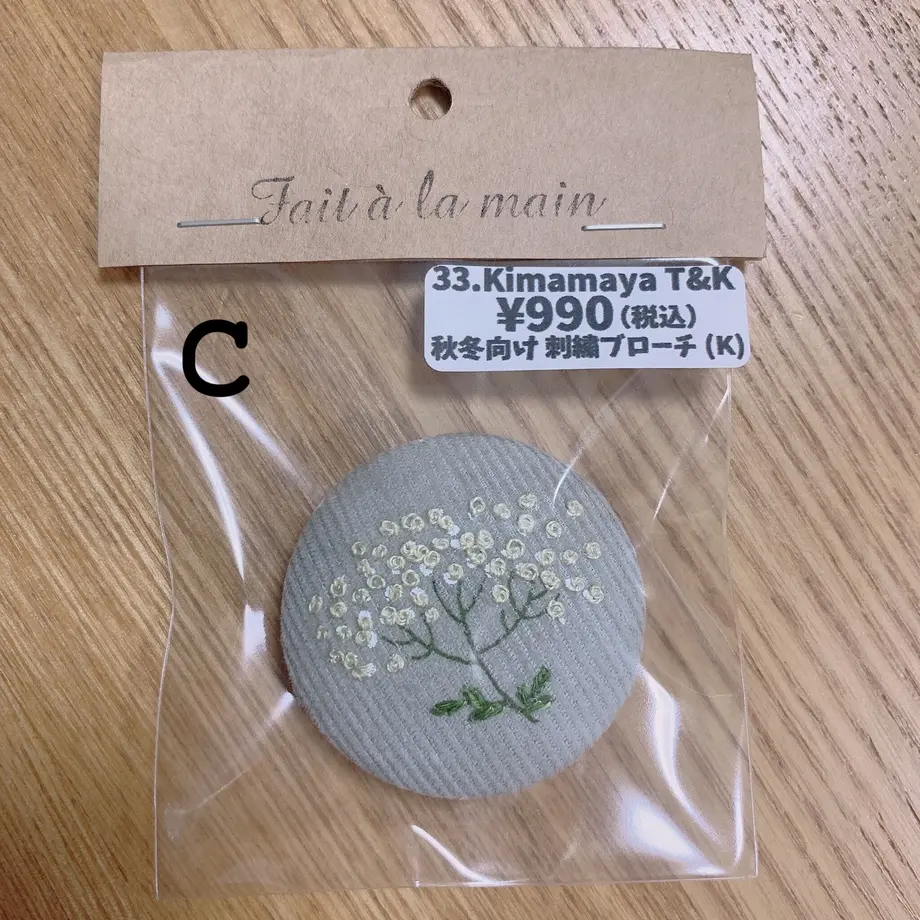 Fait à la main
33.Kimamaya T&K
¥990(税込)
秋冬向け 刺繍ブローチ (K)
C